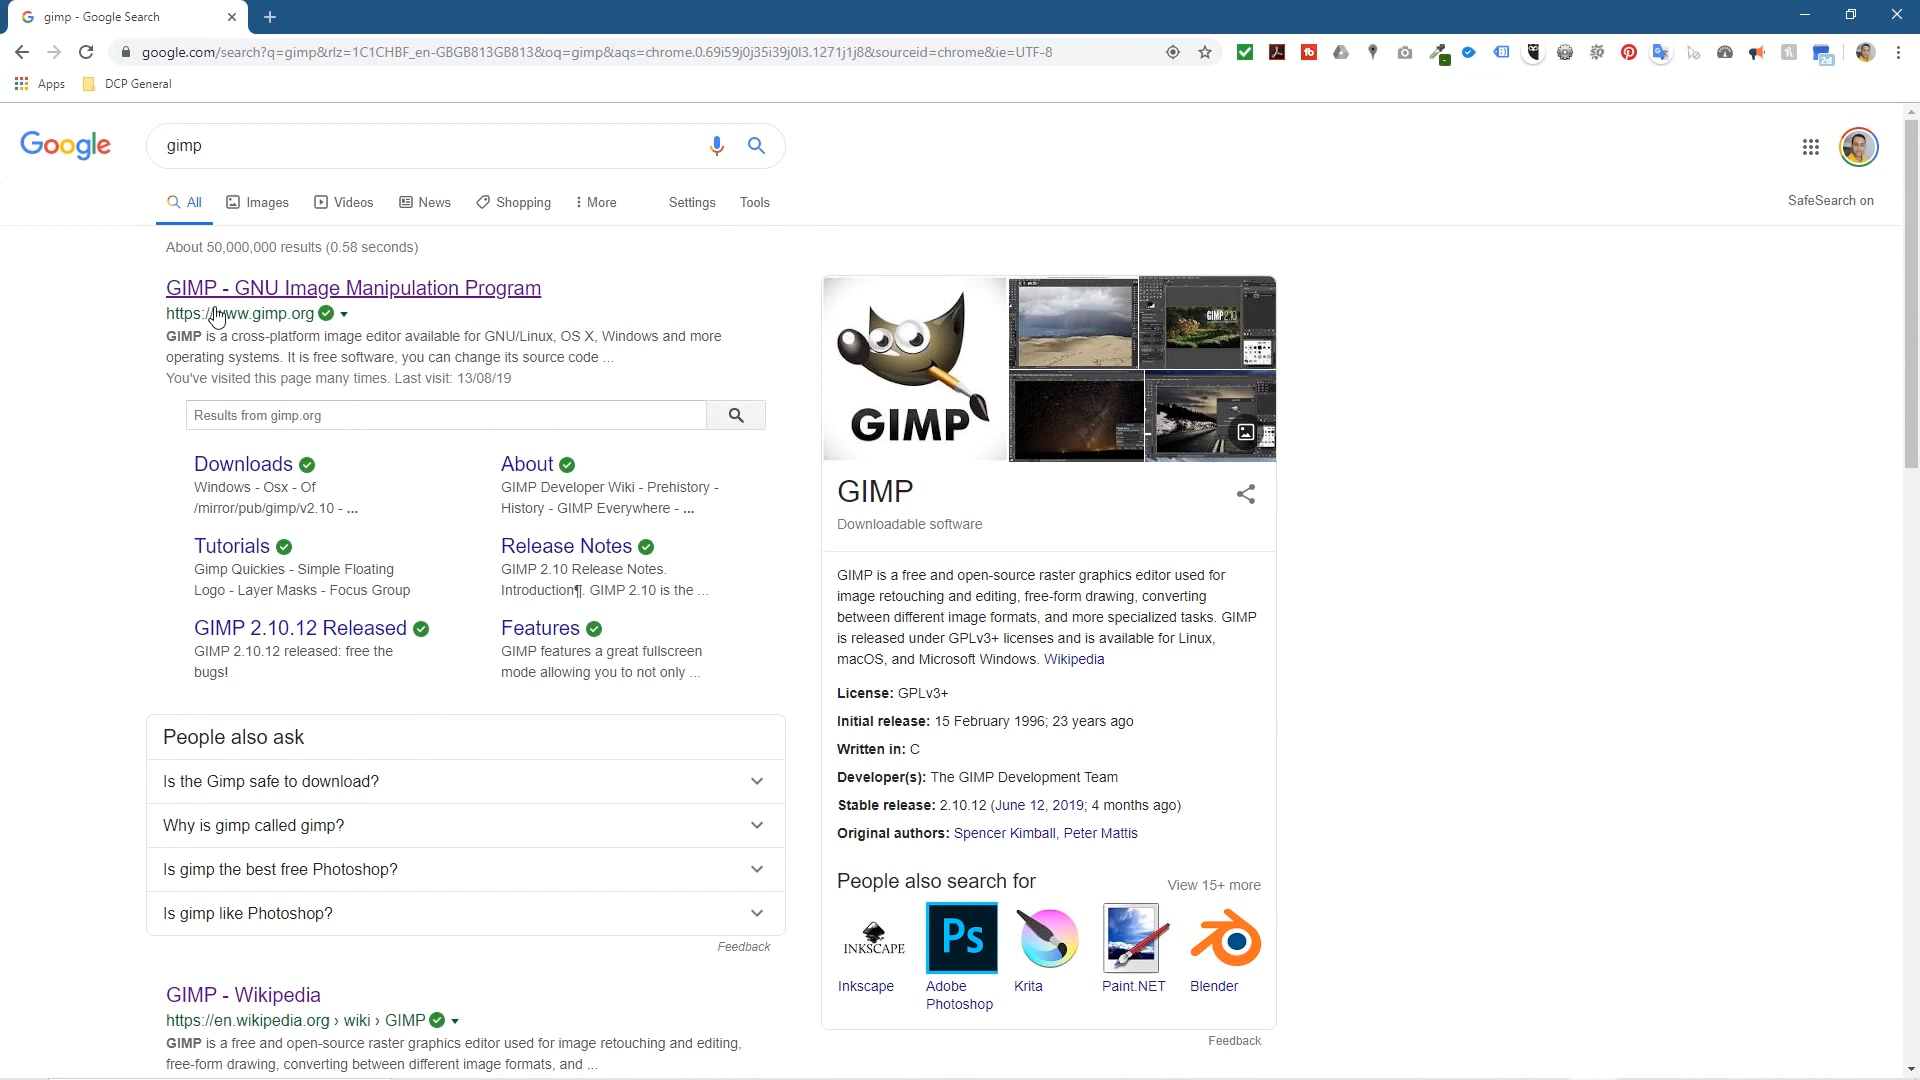 gimp - Google Search
google.com/search?q=gimp&rlz=1C1CHBF_en-GBGB813GB813&oq=gimp&aqs=chrome.0.69i59j0j35i39j0l3.1271j1j8&sourceid=chrome&ie=UTF-8
2d
Apps
DCP General
Google
gimp
All
Images
Videos
News
Shopping
More
Settings
Tools
SafeSearch on
About 50,000,000 results (0.58 seconds)
GIMP - GNU Image Manipulation Program
https://www.gimp.org
GIMP is a cross-platform image editor available for GNU/Linux, OS X, Windows and more
operating systems. It is free software, you can change its source code ...
You've visited this page many times. Last visit: 13/08/19
Results from gimp.org
Downloads
Windows - Osx - Of
/mirror/pub/gimp/v2.10 - ...
About
GIMP Developer Wiki - Prehistory -
History - GIMP Everywhere - ...
Tutorials
Gimp Quickies - Simple Floating
Logo - Layer Masks - Focus Group
Release Notes
GIMP 2.10 Release Notes.
Introduction¶. GIMP 2.10 is the ...
GIMP 2.10.12 Released
GIMP 2.10.12 released: free the
bugs!
Features
GIMP features a great fullscreen
mode allowing you to not only ...
People also ask
Is the Gimp safe to download?
Why is gimp called gimp?
Is gimp the best free Photoshop?
Is gimp like Photoshop?
Feedback
GIMP - Wikipedia
https://en.wikipedia.org › wiki › GIMP
GIMP is a free and open-source raster graphics editor used for image retouching and editing,
free-form drawing, converting between different image formats, and ...
GIMP
GIMP 2.10
GIMP
Downloadable software
GIMP is a free and open-source raster graphics editor used for
image retouching and editing, free-form drawing, converting
between different image formats, and more specialized tasks. GIMP
is released under GPLv3+ licenses and is available for Linux,
macOS, and Microsoft Windows. Wikipedia
License: GPLv3+
Initial release: 15 February 1996; 23 years ago
Written in: C
Developer(s): The GIMP Development Team
Stable release: 2.10.12 (June 12, 2019; 4 months ago)
Original authors: Spencer Kimball, Peter Mattis
People also search for
View 15+ more
INKSCAPE
Ps
Inkscape
Adobe
Photoshop
Krita
Paint.NET
Blender
Feedback